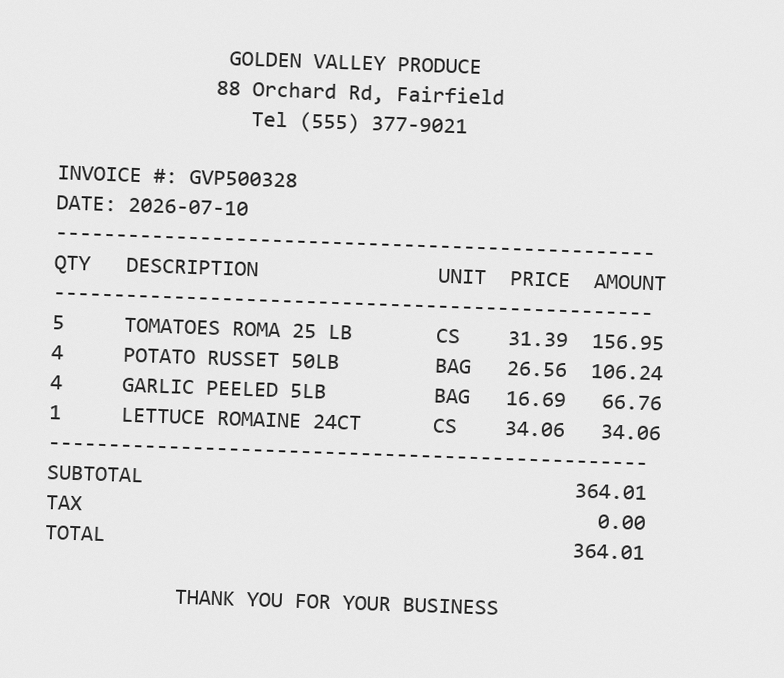 GOLDEN VALLEY PRODUCE
88 Orchard Rd, Fairfield
Tel (555) 377-9021
INVOICE #: GVP500328
DATE: 2026-07-10
--------------------------------------------------
QTY DESCRIPTION UNIT PRICE AMOUNT
--------------------------------------------------
5 TOMATOES ROMA 25 LB CS 31.39 156.95
4 POTATO RUSSET 50LB BAG 26.56 106.24
4 GARLIC PEELED 5LB BAG 16.69 66.76
1 LETTUCE ROMAINE 24CT CS 34.06 34.06
--------------------------------------------------
SUBTOTAL 364.01
TAX 0.00
TOTAL 364.01
THANK YOU FOR YOUR BUSINESS